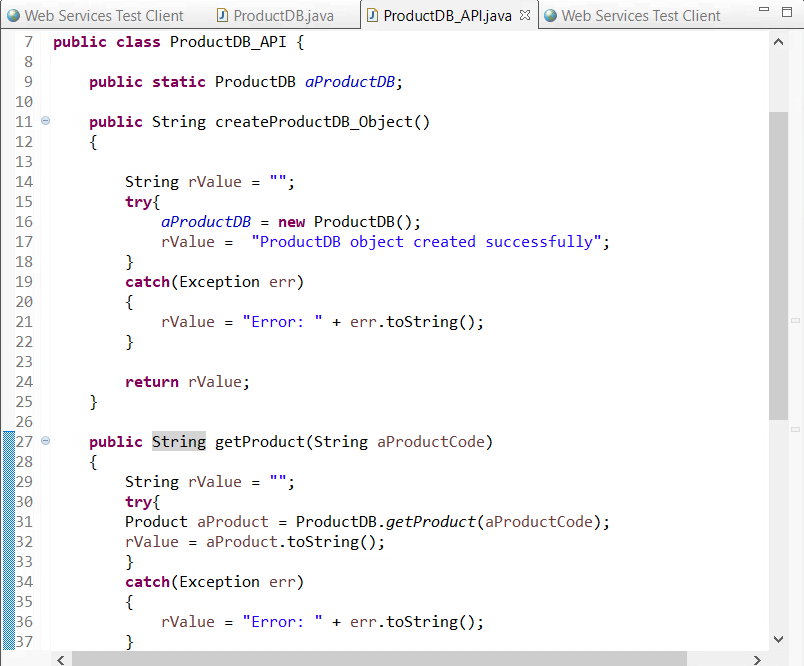 Web Services Test Client ProductDB.java ProductDB_API.java Web Services Test Client
7 public class ProductDB_API {
8
9 public static ProductDB aProductDB;
10
11 public String createProductDB_Object()
12 {
13
14 String rValue = "";
15 try{
16 aProductDB = new ProductDB();
17 rValue =  "ProductDB object created successfully";
18 }
19 catch(Exception err)
20 {
21 rValue = "Error: " + err.toString();
22 }
23
24 return rValue;
25 }
26
27 public String getProduct(String aProductCode)
28 {
29 String rValue = "";
30 try{
31 Product aProduct = ProductDB.getProduct(aProductCode);
32 rValue = aProduct.toString();
33 }
34 catch(Exception err)
35 {
36 rValue = "Error: " + err.toString();
37 }